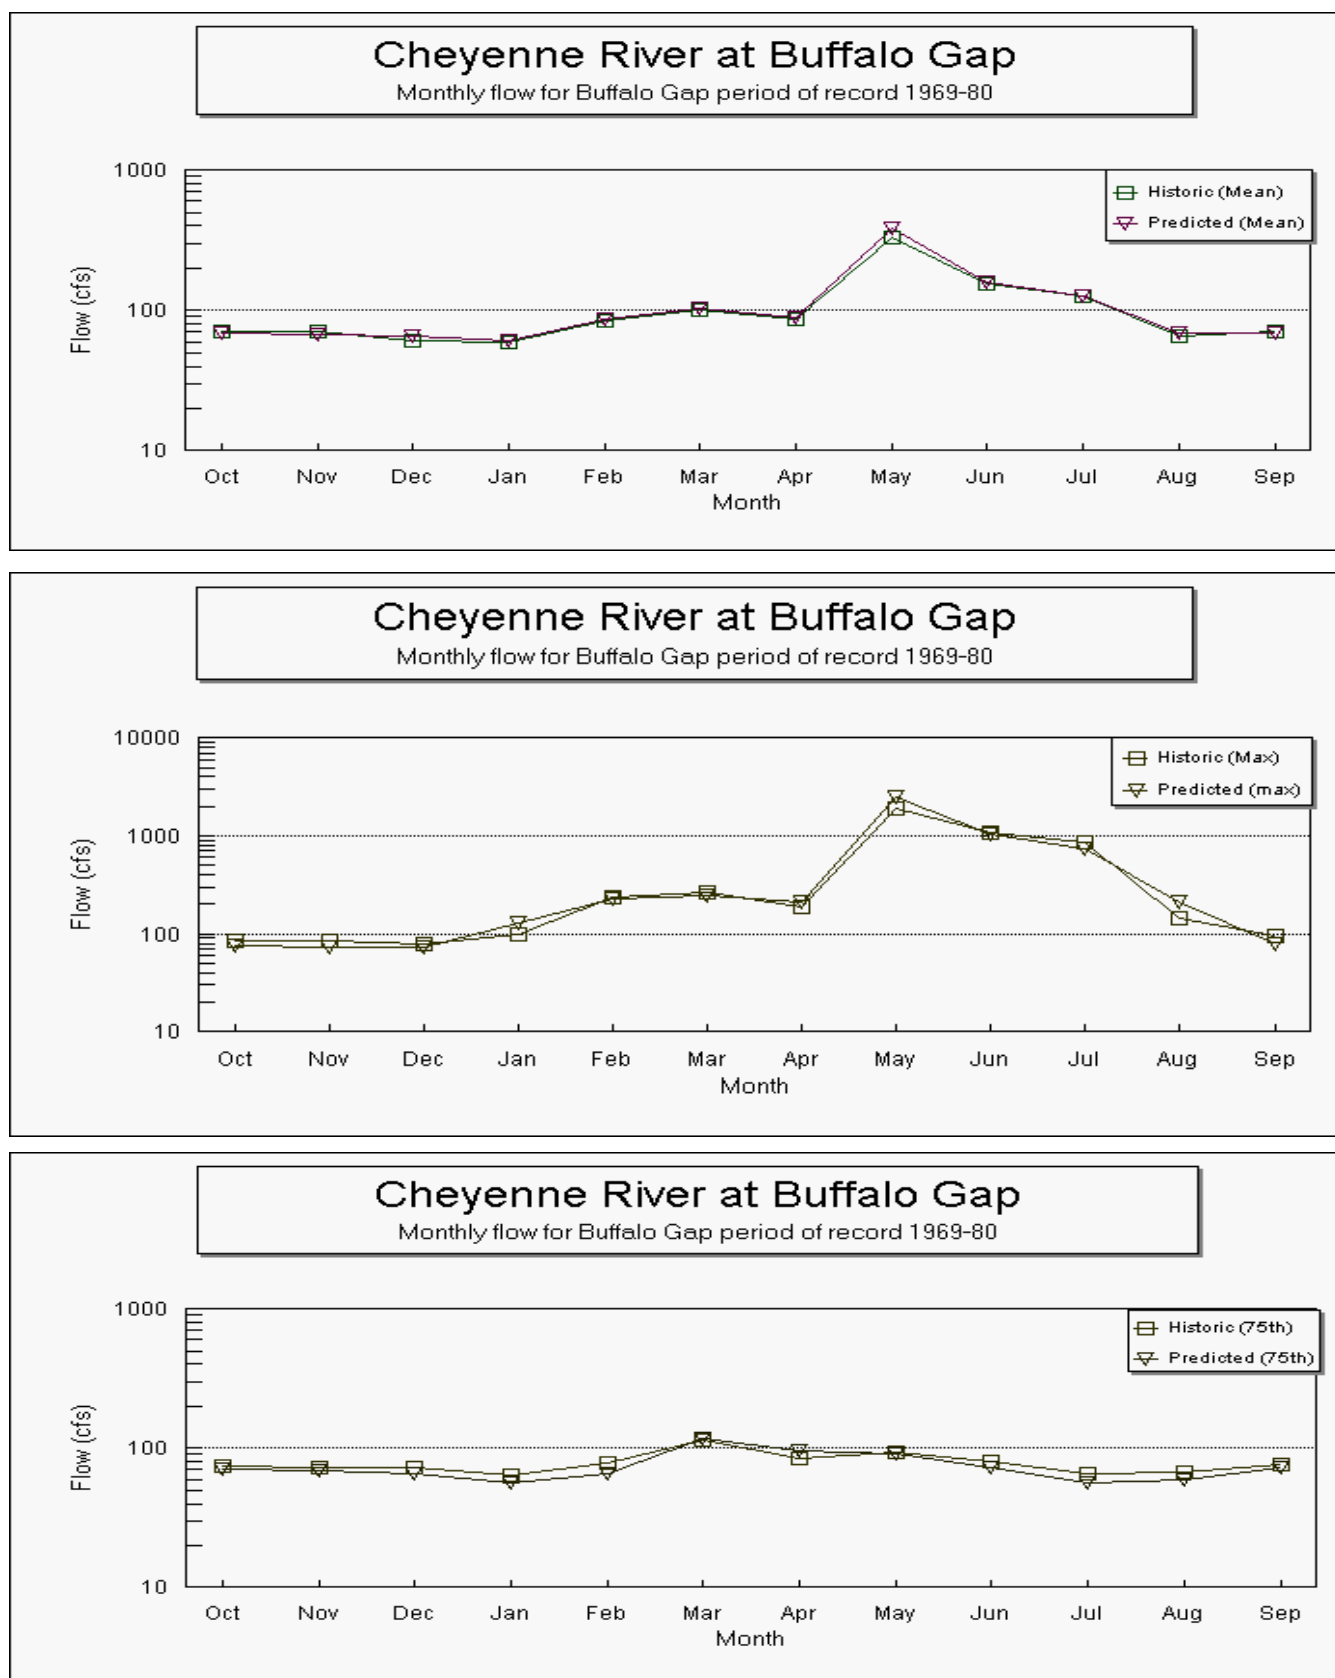 Cheyenne River at Buffalo Gap
Monthly flow for Buffalo Gap period of record 1969-80
1000
Historic (Mean)
Predicted (Mean)
Flow (cfs)
100
10
Oct Nov Dec Jan Feb Mar Apr May Jun Jul Aug Sep
Month
Cheyenne River at Buffalo Gap
Monthly flow for Buffalo Gap period of record 1969-80
10000
Historic (Max)
Predicted (max)
1000
Flow (cfs)
100
10
Oct Nov Dec Jan Feb Mar Apr May Jun Jul Aug Sep
Month
Cheyenne River at Buffalo Gap
Monthly flow for Buffalo Gap period of record 1969-80
1000
Historic (75th)
Predicted (75th)
Flow (cfs)
100
10
Oct Nov Dec Jan Feb Mar Apr May Jun Jul Aug Sep
Month